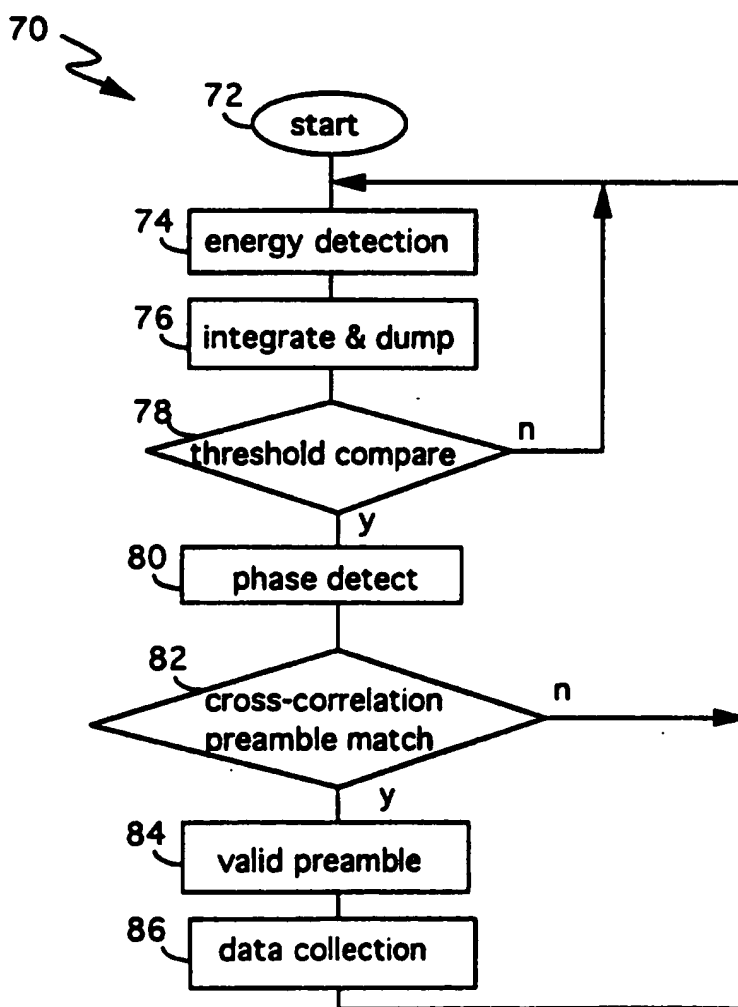 70
72
start
74
energy detection
76
integrate & dump
78
threshold compare
n
y
80
phase detect
82
cross-correlation
preamble match
n
y
84
valid preamble
86
data collection